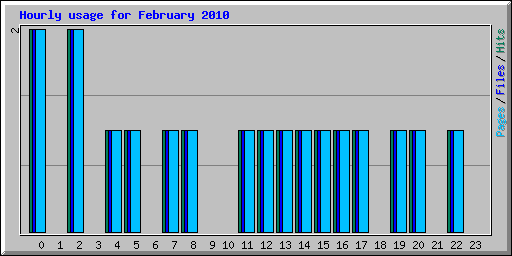 Hourly usage for February 2010
2
Pages/Files/Hits
0 1 2 3 4 5 6 7 8 9 10 11 12 13 14 15 16 17 18 19 20 21 22 23